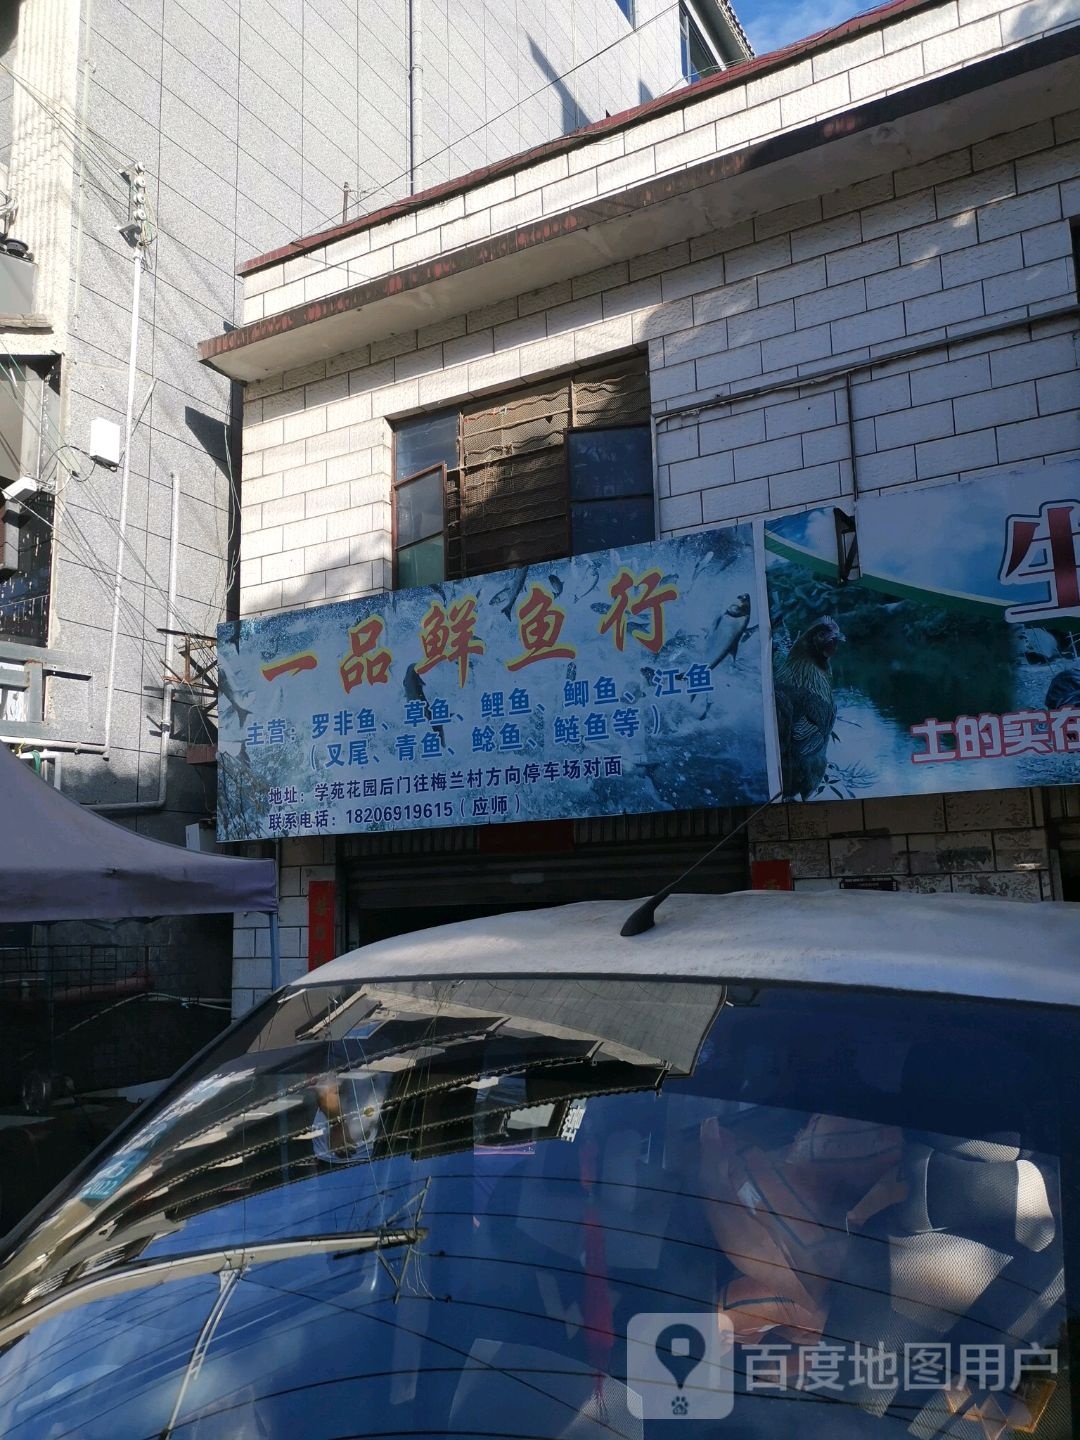 一品鲜鱼行
主营：罗非鱼、草鱼、鲤鱼、鲫鱼、江鱼
（叉尾、青鱼、鲶鱼、鲢鱼等）
地址：学苑花园后门往梅兰村方向停车场对面
联系电话：18206919615（应师）
生
土的实在
百度地图用户